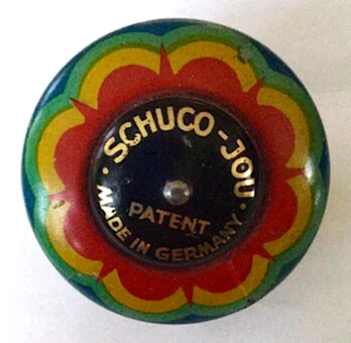 · SCHUCO-JOU ·
PATENT
MADE IN GERMANY